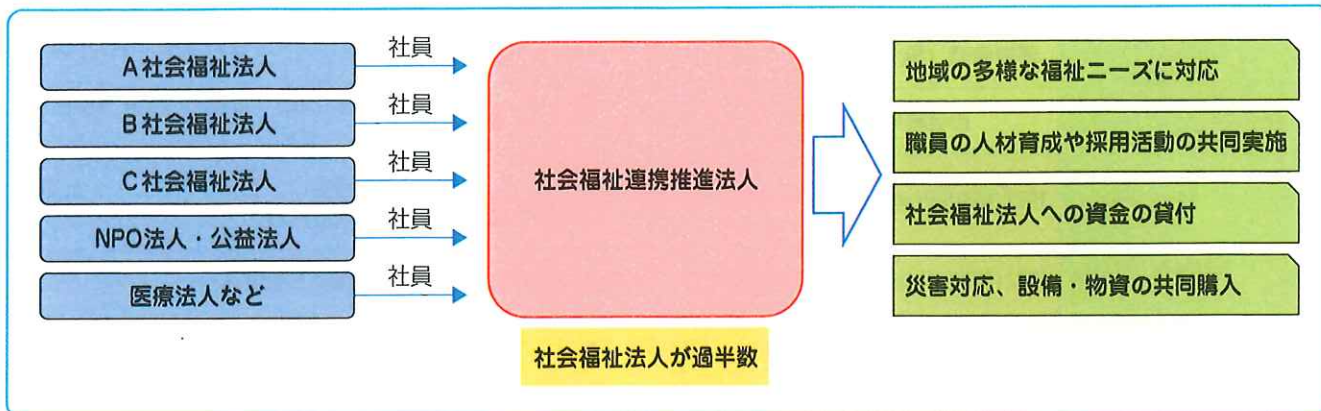 社員
A社会福祉法人
社員
B社会福祉法人
社員
C社会福祉法人
社員
NPO法人・公益法人
社員
医療法人など
社会福祉連携推進法人
社会福祉法人が過半数
地域の多様な福祉ニーズに対応
職員の人材育成や採用活動の共同実施
社会福祉法人への資金の貸付
災害対応、設備・物資の共同購入